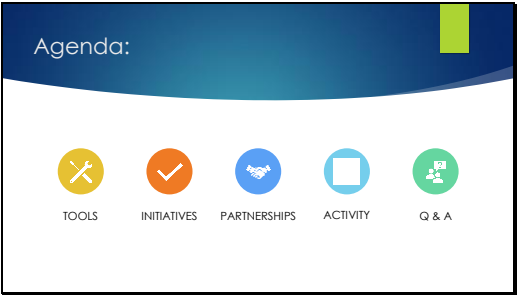 Agenda:
TOOLS
INITIATIVES
PARTNERSHIPS
ACTIVITY
Q & A